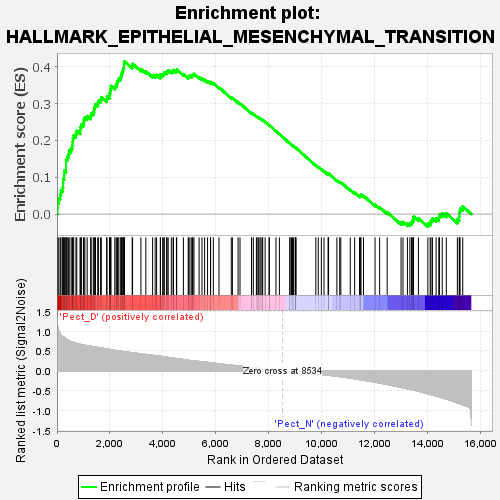 Enrichment plot:
HALLMARK_EPITHELIAL_MESENCHYMAL_TRANSITION
Enrichment score (ES)
0.4
0.3
0.2
0.1
0.0
Ranked list metric (Signal2Noise)
1.5
1.0
0.5
0.0
-0.5
-1.0
-1.5
'Pect_D' (positively correlated)
Zero cross at 8534
'Pect_N' (negatively correlated)
0 2,000 4,000 6,000 8,000 10,000 12,000 14,000 16,000
Rank in Ordered Dataset
Enrichment profile Hits Ranking metric scores